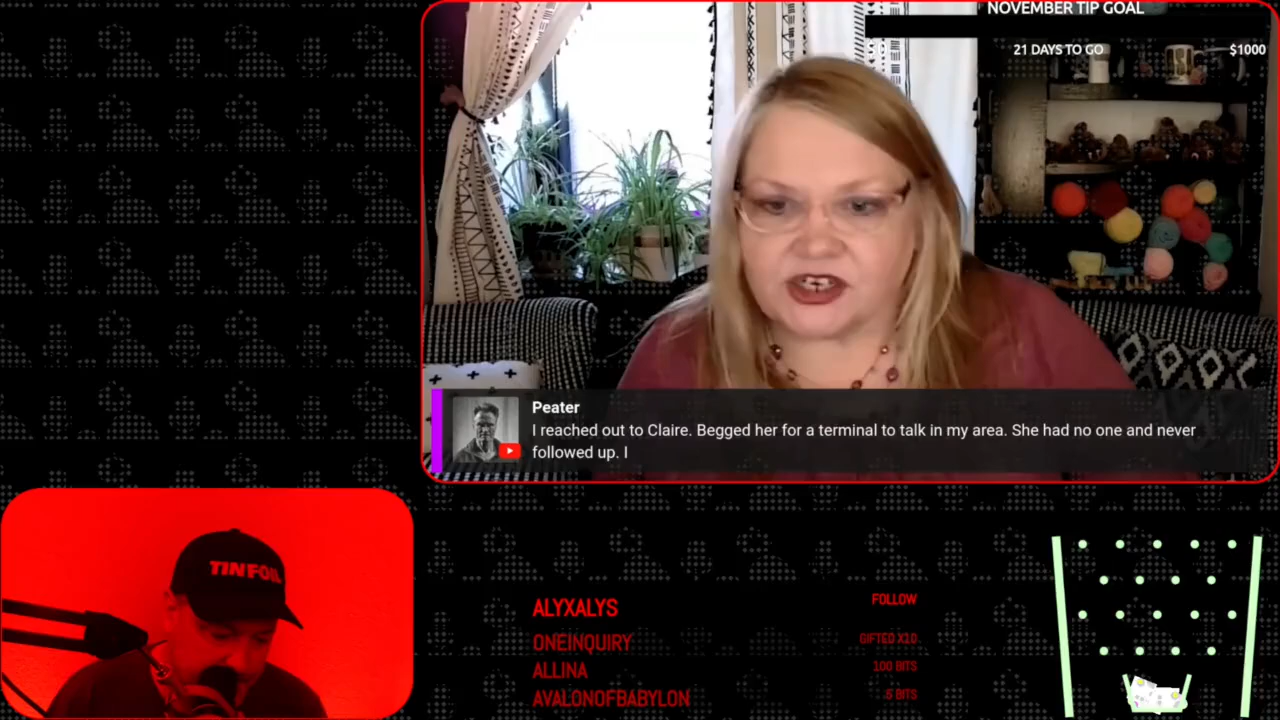 NOVEMBER TIP GOAL
21 DAYS TO GO
$1000
Peater
I reached out to Claire. Begged her for a terminal to talk in my area. She had no one and never
followed up. I
TINFOIL
ALYXALYS
FOLLOW
ONEINQUIRY
GIFTED X10
ALLINA
100 BITS
AVALONOFBABYLON
5 BITS